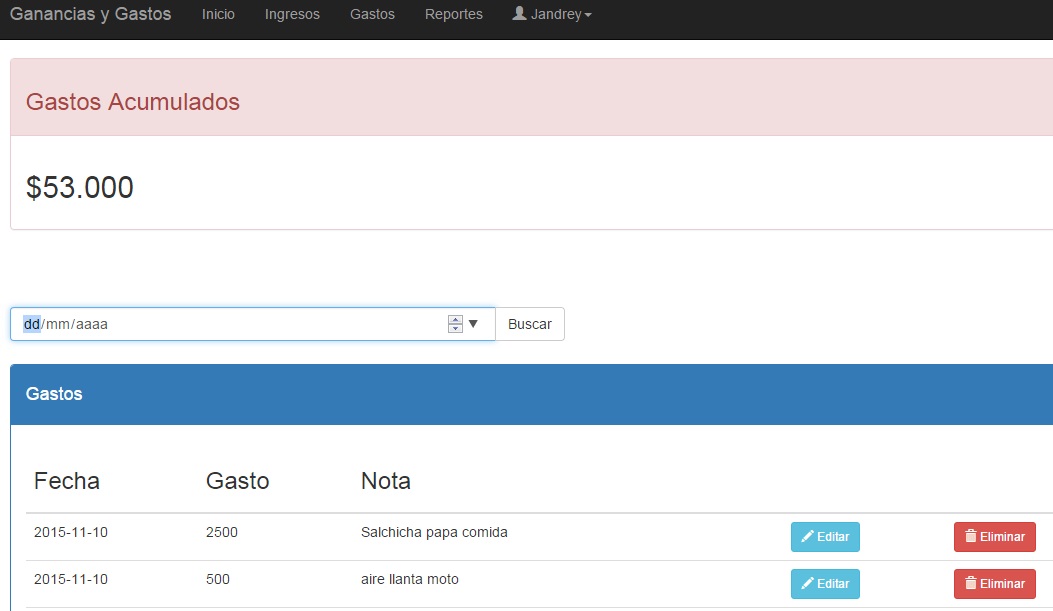 Ganancias y Gastos Inicio Ingresos Gastos Reportes Jandrey
Gastos Acumulados
$53.000
dd/mm/aaaa Buscar
Gastos
Fecha Gasto Nota
2015-11-10 2500 Salchicha papa comida Editar Eliminar
2015-11-10 500 aire llanta moto Editar Eliminar